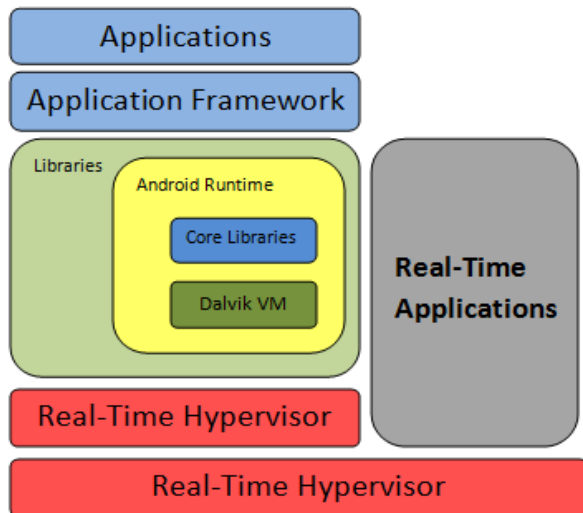 Applications
Application Framework
Libraries
Android Runtime
Core Libraries
Dalvik VM
Real-Time
Applications
Real-Time Hypervisor
Real-Time Hypervisor